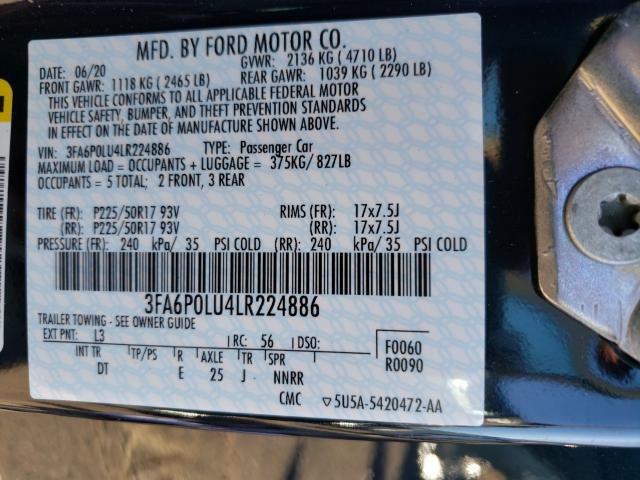 MFD. BY FORD MOTOR CO.
DATE: 06/20 GVWR: 2136 KG (4710 LB)
FRONT GAWR: 1118 KG (2465 LB) REAR GAWR: 1039 KG (2290 LB)
THIS VEHICLE CONFORMS TO ALL APPLICABLE FEDERAL MOTOR
VEHICLE SAFETY, BUMPER, AND THEFT PREVENTION STANDARDS
IN EFFECT ON THE DATE OF MANUFACTURE SHOWN ABOVE.
VIN: 3FA6P0LU4LR224886 TYPE: Passenger Car
MAXIMUM LOAD = OCCUPANTS + LUGGAGE = 375KG/827LB
OCCUPANTS = 5 TOTAL; 2 FRONT, 3 REAR
TIRE (FR): P225/50R17 93V RIMS (FR): 17x7.5J
(RR): P225/50R17 93V (RR): 17x7.5J
PRESSURE (FR): 240 kPa/ 35 PSI COLD (RR): 240 kPa/ 35 PSI COLD
3FA6P0LU4LR224886
TRAILER TOWING - SEE OWNER GUIDE
EXT PNT: L3 RC: 56 DSO:
INT TR TP/PS R AXLE TR SPR
DT E 25 J NNRR
F0060
R0090
CMC ▽5U5A-5420472-AA